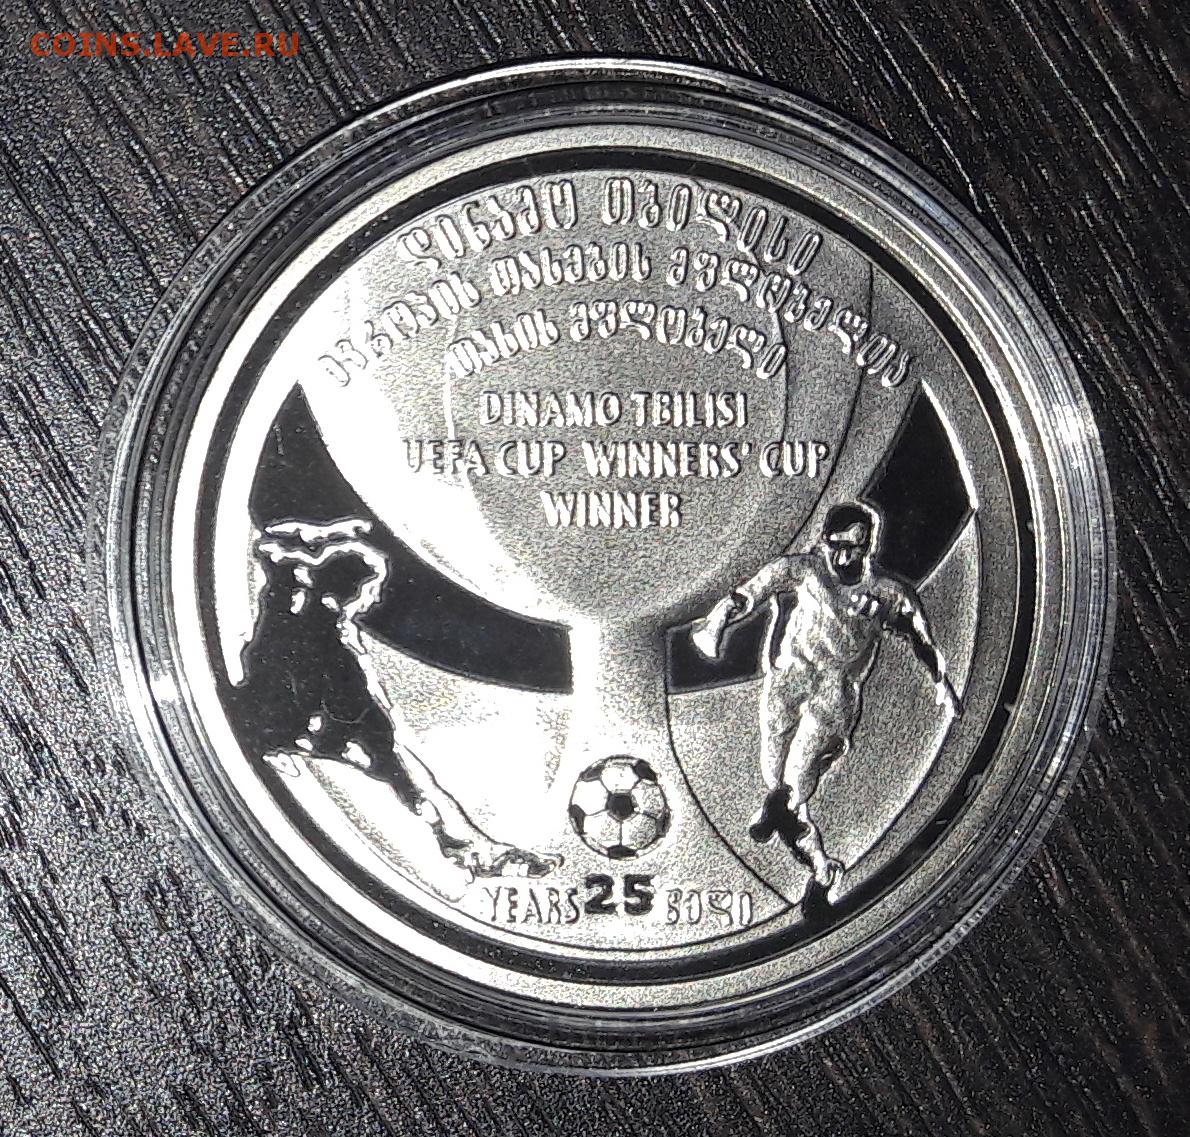 COINS.LAVE.RU
დინამო თბილისი
ევროპის თასების მფლობელთა
თასის მფლობელი
DINAMO TBILISI
UEFA CUP WINNERS' CUP
WINNER
YEARS 25 წელი